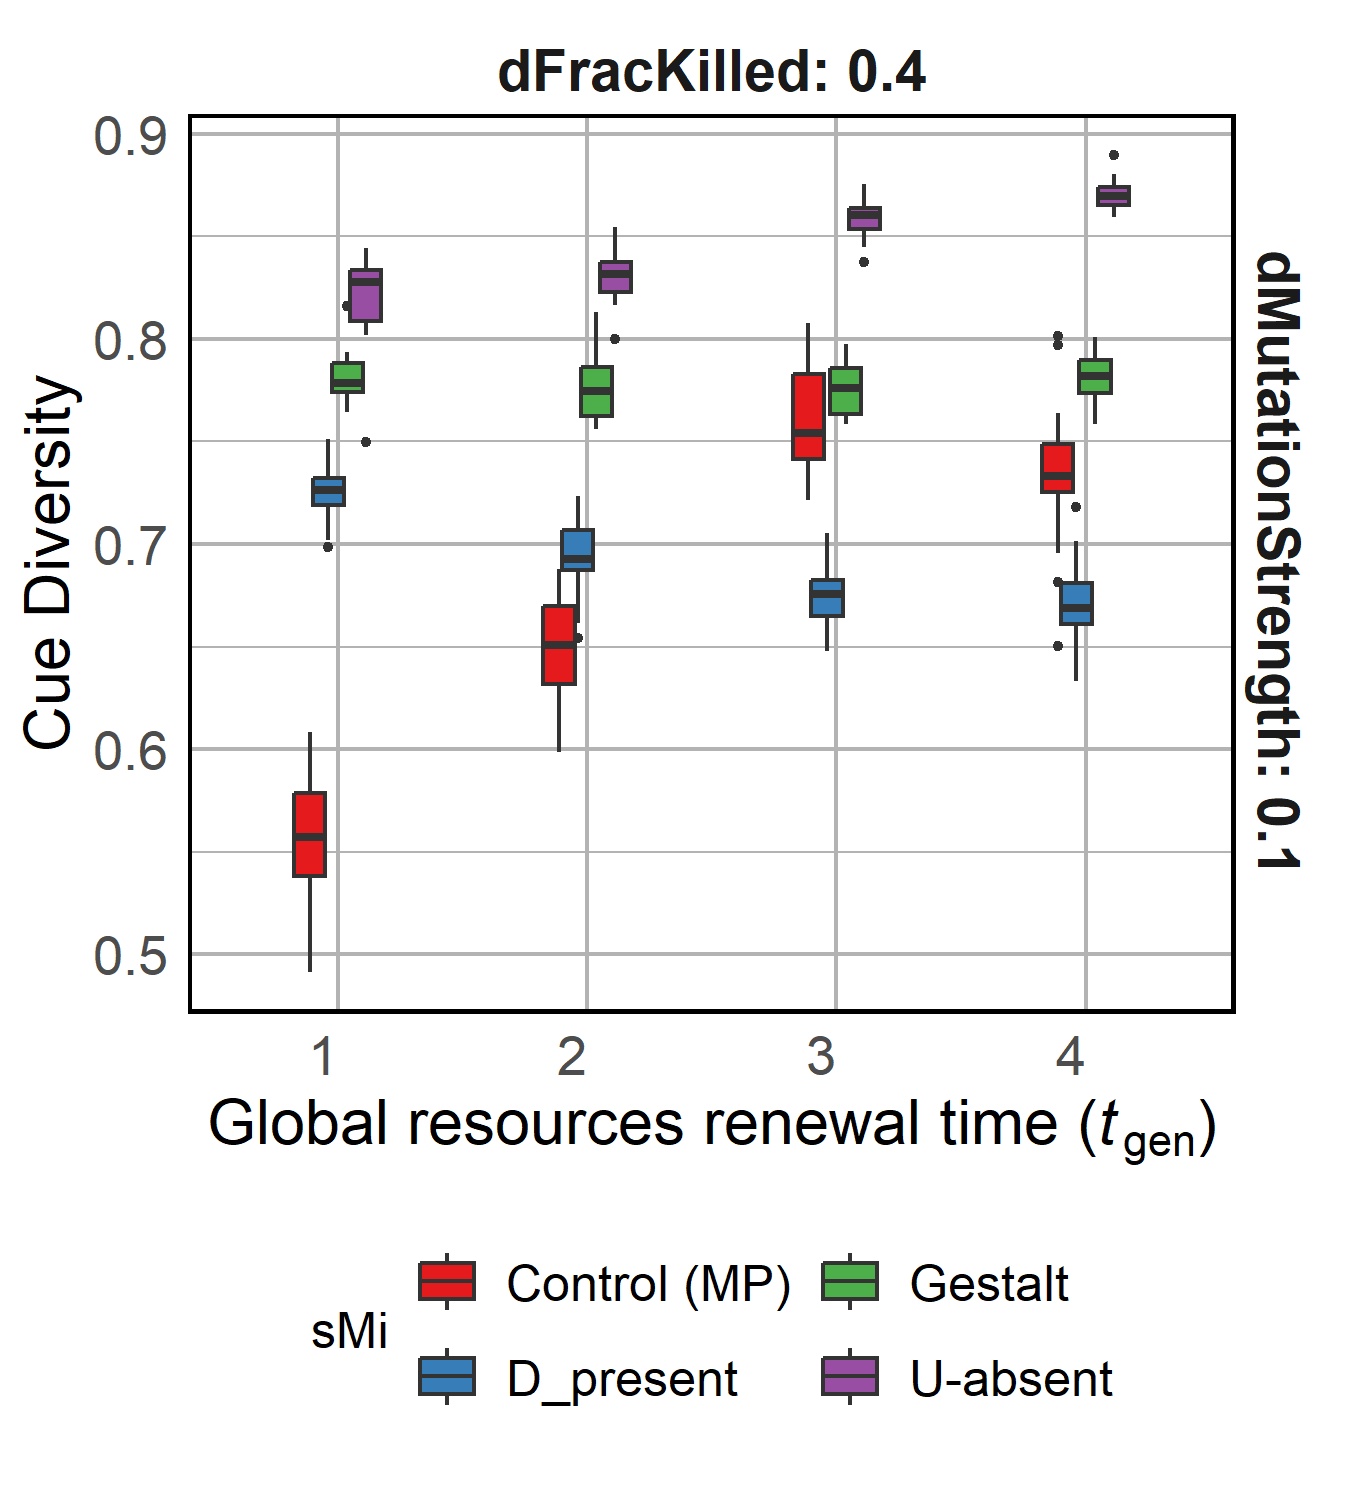 dFracKilled: 0.4
0.9
0.8
0.7
0.6
0.5
Cue Diversity
dMutationStrength: 0.1
1 2 3 4
Global resources renewal time (t gen)
sMi
Control (MP) Gestalt
D_present U-absent